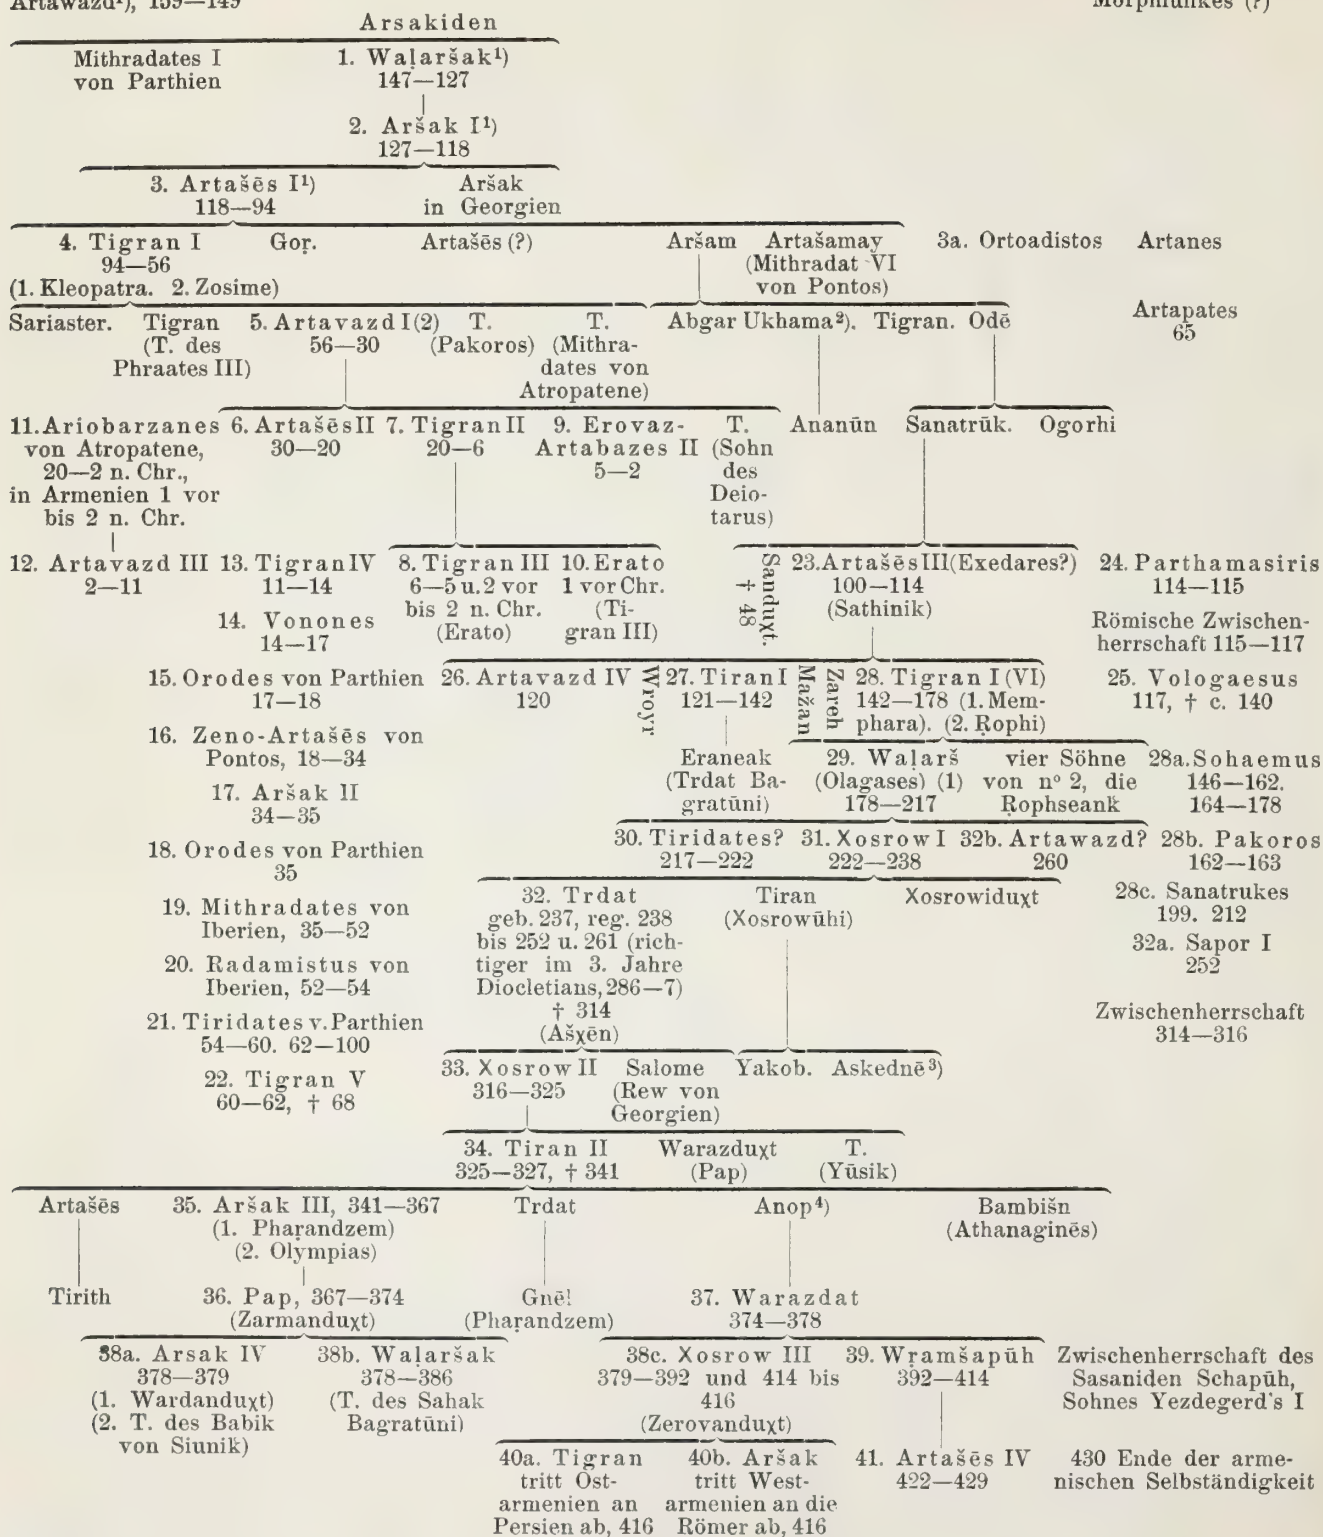 Artawazd¹), 159—149
Morphunkes (?)
Arsakiden
Mithradates I
von Parthien
1. Waḷaršak¹)
147—127
2. Aršak I¹)
127—118
3. Artašēs I¹)
118—94
Aršak
in Georgien
4. Tigran I
94—56
(1. Kleopatra. 2. Zosime)
Goṛ.
Artašēs (?)
Aršam
Artašamay
(Mithradat VI
von Pontos)
3a. Ortoadistos
Artanes
Sariaster.
Tigran
(T. des
Phraates III)
5. Artavazd I (2)
56—30
T.
(Pakoros)
T.
(Mithra-
dates von
Atropatene)
Abgar Ukhama²).
Tigran.
Odē
Artapates
65
11. Ariobarzanes
von Atropatene,
20—2 n. Chr.,
in Armenien 1 vor
bis 2 n. Chr.
6. Artašēs II
30—20
7. Tigran II
20—6
9. Erovaz-
Artabazes II
5—2
T.
(Sohn
des
Deio-
tarus)
Ananūn
Sanatrūk.
Ogorhi
12. Artavazd III
2—11
13. Tigran IV
11—14
8. Tigran III
6—5 u. 2 vor
bis 2 n. Chr.
(Erato)
10. Erato
1 vor Chr.
(Ti-
gran III)
Sanduχt.
† 48
23. Artašēs III (Exedares?)
100—114
(Sathinik)
24. Parthamasiris
114—115
14. Vonones
14—17
Römische Zwischen-
herrschaft 115—117
15. Orodes von Parthien
17—18
26. Artavazd IV
120
Wroyr
27. Tiran I
121—142
Mažan
Zareh
28. Tigran I (VI)
142—178 (1. Mem-
phara). (2. Ṛophi)
25. Vologaesus
117, † c. 140
16. Zeno-Artašēs von
Pontos, 18—34
Eraneak
(Trdat Ba-
gratūni)
29. Waḷarš
(Olagases) (1)
178—217
vier Söhne
von nº 2, die
Ṛophseank
28a. Sohaemus
146—162.
164—178
17. Aršak II
34—35
30. Tiridates?
217—222
31. Xosrow I
222—238
32b. Artawazd?
260
28b. Pakoros
162—163
18. Orodes von Parthien
35
32. Trdat
geb. 237, reg. 238
bis 252 u. 261 (rich-
tiger im 3. Jahre
Diocletians, 286—7)
† 314
(Ašχēn)
Tiran
(Xosrowūhi)
Xosrowiduχt
28c. Sanatrukes
199. 212
19. Mithradates von
Iberien, 35—52
32a. Sapor I
252
20. Radamistus von
Iberien, 52—54
21. Tiridates v. Parthien
54—60. 62—100
Zwischenherrschaft
314—316
22. Tigran V
60—62, † 68
33. Xosrow II
316—325
Salome
(Rew von
Georgien)
Yakob.
Askednē³)
34. Tiran II
325—327, † 341
Warazduχt
(Pap)
T.
(Yūsik)
Artašēs
35. Aršak III, 341—367
(1. Phaṛandzem)
(2. Olympias)
Trdat
Anop⁴)
Bambišn
(Athanaginēs)
Tirith
36. Pap, 367—374
(Zarmanduχt)
Gnēl
(Phaṛandzem)
37. Warazdat
374—378
38a. Arsak IV
378—379
(1. Wardanduχt)
(2. T. des Babik
von Siunik)
38b. Waḷaršak
378—386
(T. des Sahak
Bagratūni)
38c. Xosrow III
379—392 und 414 bis
416
(Zerovanduχt)
39. Wṛamšapūh
392—414
Zwischenherrschaft des
Sasaniden Schapūh,
Sohnes Yezdegerd's I
40a. Tigran
tritt Ost-
armenien an
Persien ab, 416
40b. Aršak
tritt West-
armenien an die
Römer ab, 416
41. Artašēs IV
422—429
430 Ende der arme-
nischen Selbständigkeit